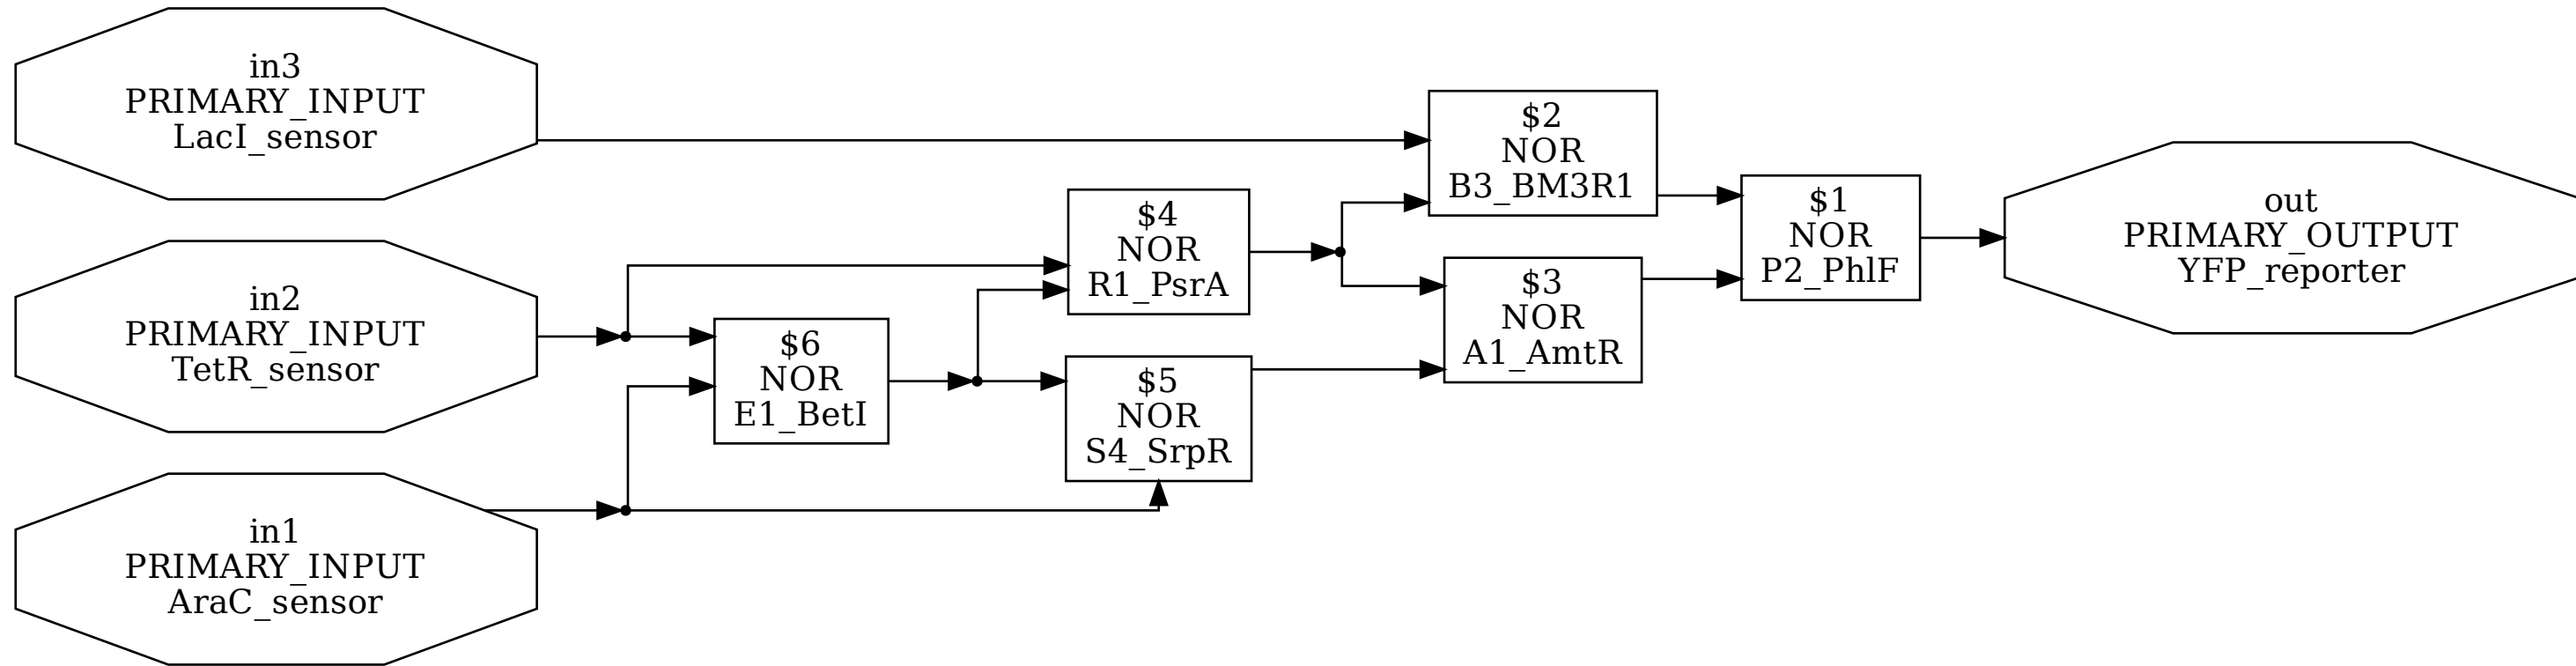 in3
PRIMARY_INPUT
LacI_sensor
in2
PRIMARY_INPUT
TetR_sensor
in1
PRIMARY_INPUT
AraC_sensor
$6
NOR
E1_BetI
$4
NOR
R1_PsrA
$5
NOR
S4_SrpR
$2
NOR
B3_BM3R1
$3
NOR
A1_AmtR
$1
NOR
P2_PhlF
out
PRIMARY_OUTPUT
YFP_reporter